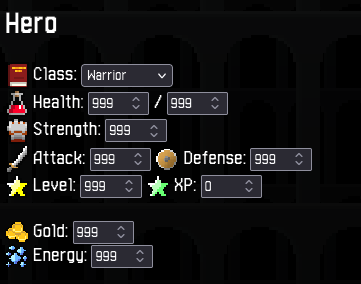 Hero
Class: Warrior
Health: 999 / 999
Strength: 999
Attack: 999 Defense: 999
Level: 999 XP: 0
Gold: 999
Energy: 999